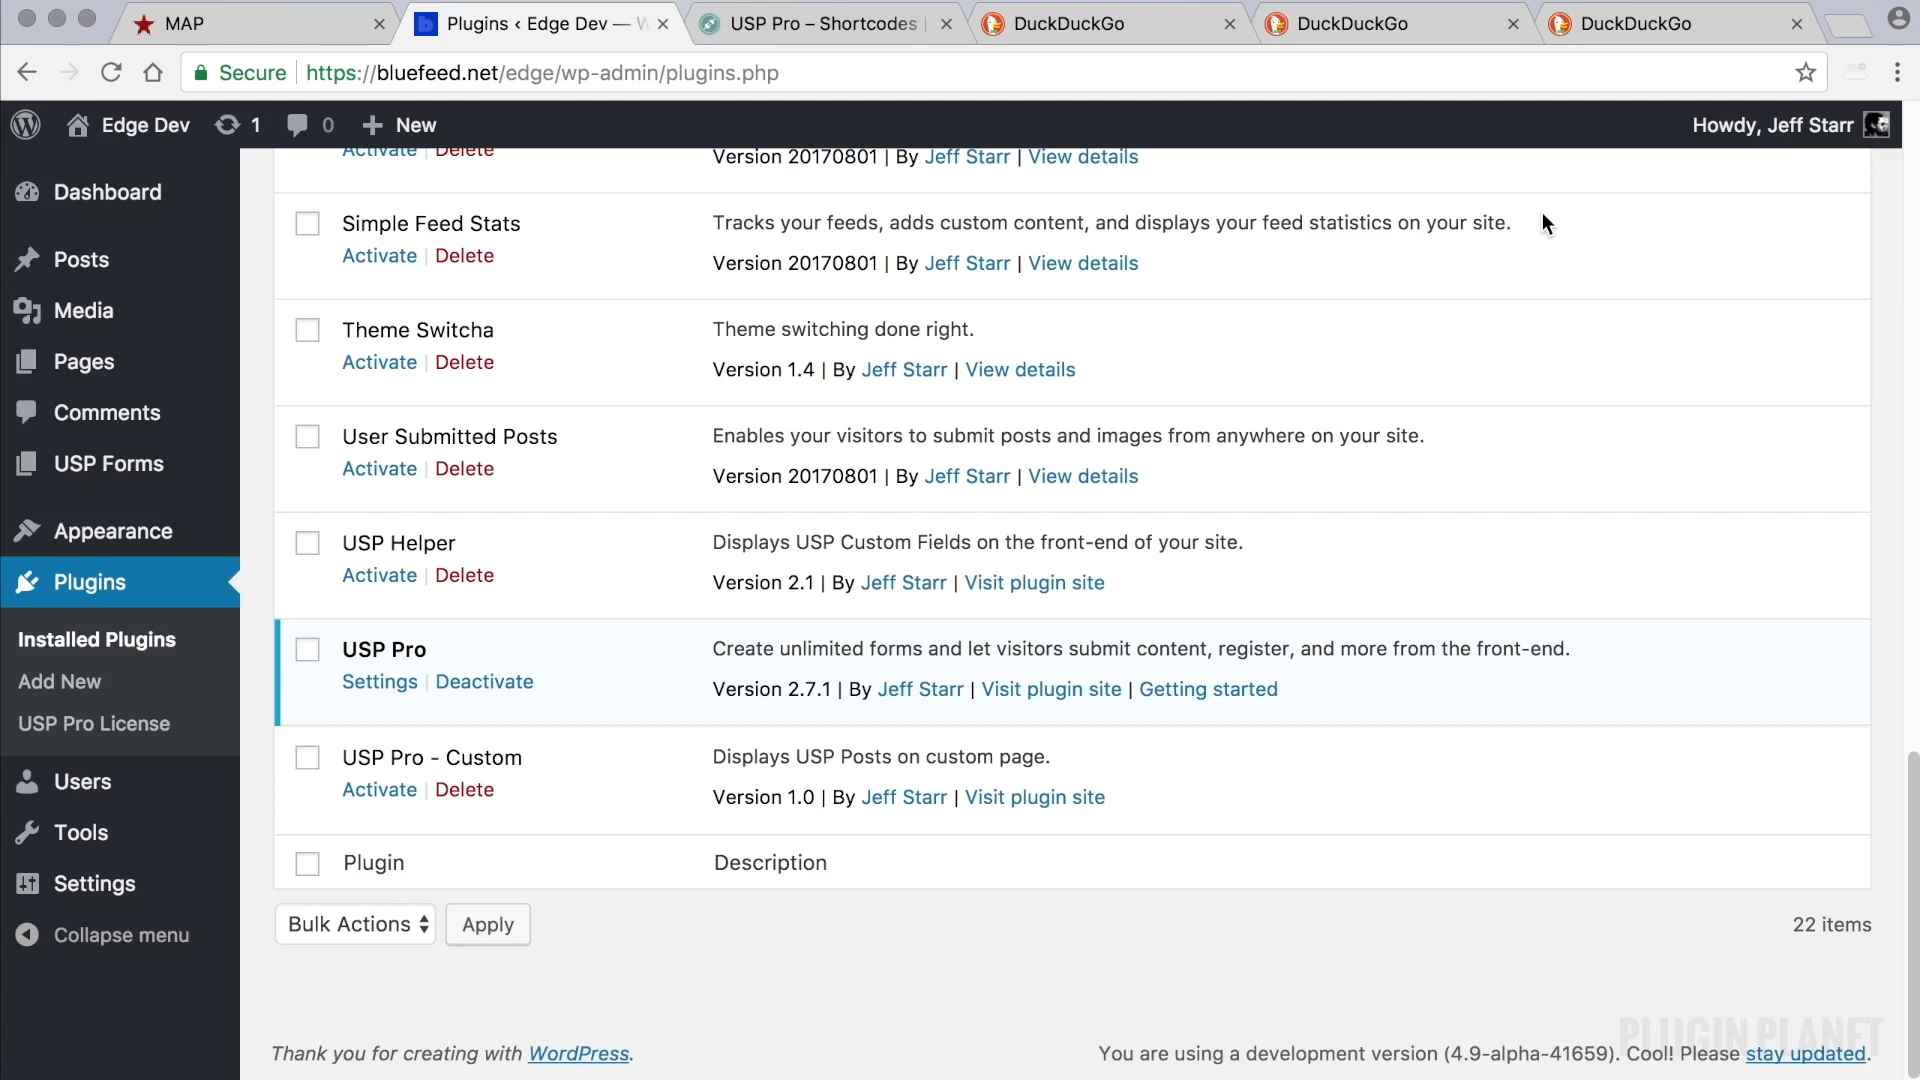 MAP
Plugins ‹ Edge Dev — W
USP Pro – Shortcodes
DuckDuckGo
DuckDuckGo
DuckDuckGo
Secure
https://bluefeed.net/edge/wp-admin/plugins.php
Edge Dev
1
0
New
Howdy, Jeff Starr
Dashboard
Posts
Media
Pages
Comments
USP Forms
Appearance
Plugins
Installed Plugins
Add New
USP Pro License
Users
Tools
Settings
Collapse menu
Activate | Delete
Version 20170801 | By Jeff Starr | View details
Simple Feed Stats
Activate | Delete
Tracks your feeds, adds custom content, and displays your feed statistics on your site.
Version 20170801 | By Jeff Starr | View details
Theme Switcha
Activate | Delete
Theme switching done right.
Version 1.4 | By Jeff Starr | View details
User Submitted Posts
Activate | Delete
Enables your visitors to submit posts and images from anywhere on your site.
Version 20170801 | By Jeff Starr | View details
USP Helper
Activate | Delete
Displays USP Custom Fields on the front-end of your site.
Version 2.1 | By Jeff Starr | Visit plugin site
USP Pro
Settings | Deactivate
Create unlimited forms and let visitors submit content, register, and more from the front-end.
Version 2.7.1 | By Jeff Starr | Visit plugin site | Getting started
USP Pro - Custom
Activate | Delete
Displays USP Posts on custom page.
Version 1.0 | By Jeff Starr | Visit plugin site
Plugin
Description
Bulk Actions
Apply
22 items
PLUGIN PLANET
Thank you for creating with WordPress.
You are using a development version (4.9-alpha-41659). Cool! Please stay updated.